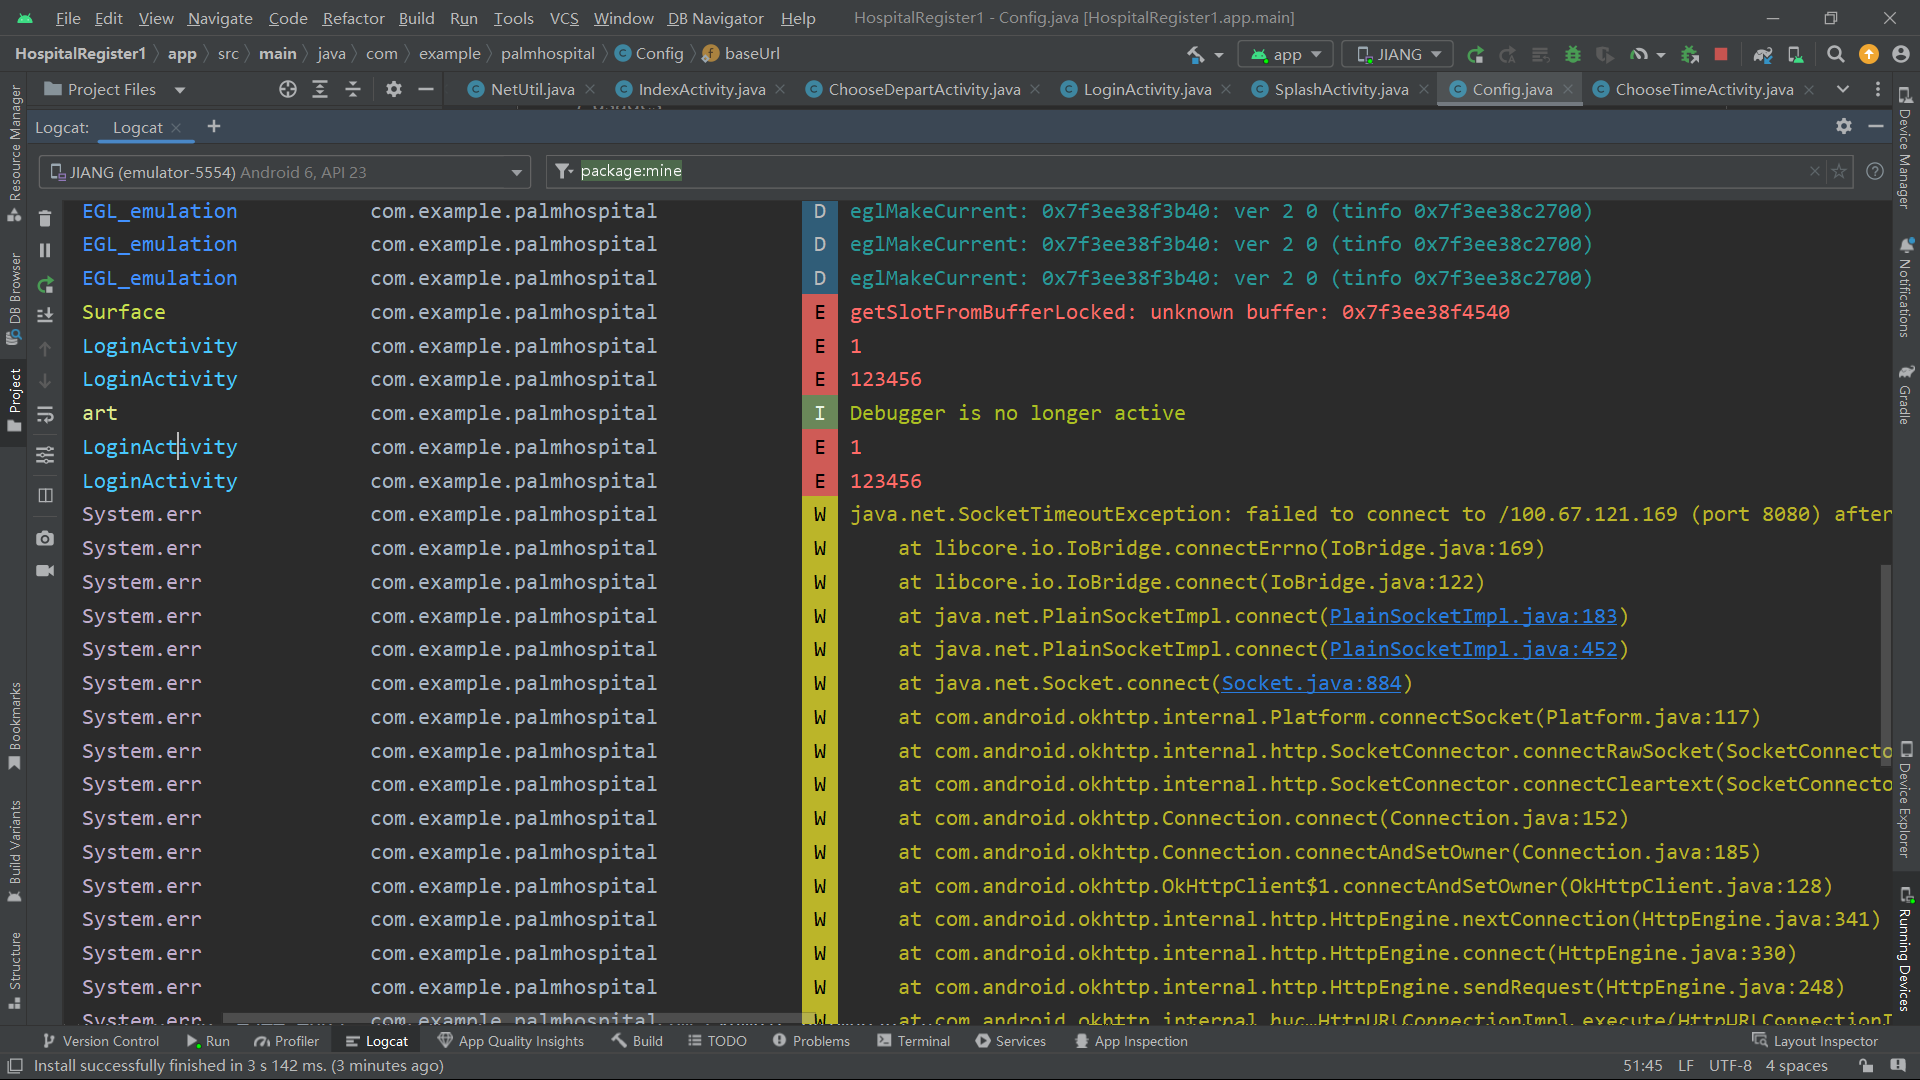 File Edit View Navigate Code Refactor Build Run Tools VCS Window DB Navigator Help HospitalRegister1 - Config.java [HospitalRegister1.app.main]
HospitalRegister1 app src main java com example palmhospital Config baseUrl app JIANG
Project Files NetUtil.java IndexActivity.java ChooseDepartActivity.java LoginActivity.java SplashActivity.java Config.java ChooseTimeActivity.java
Logcat: Logcat
JIANG (emulator-5554) Android 6, API 23 package:mine
EGL_emulation com.example.palmhospital D eglMakeCurrent: 0x7f3ee38f3b40: ver 2 0 (tinfo 0x7f3ee38c2700)
EGL_emulation com.example.palmhospital D eglMakeCurrent: 0x7f3ee38f3b40: ver 2 0 (tinfo 0x7f3ee38c2700)
EGL_emulation com.example.palmhospital D eglMakeCurrent: 0x7f3ee38f3b40: ver 2 0 (tinfo 0x7f3ee38c2700)
Surface com.example.palmhospital E getSlotFromBufferLocked: unknown buffer: 0x7f3ee38f4540
LoginActivity com.example.palmhospital E 1
LoginActivity com.example.palmhospital E 123456
art com.example.palmhospital I Debugger is no longer active
LoginActivity com.example.palmhospital E 1
LoginActivity com.example.palmhospital E 123456
System.err com.example.palmhospital W java.net.SocketTimeoutException: failed to connect to /100.67.121.169 (port 8080) after
System.err com.example.palmhospital W at libcore.io.IoBridge.connectErrno(IoBridge.java:169)
System.err com.example.palmhospital W at libcore.io.IoBridge.connect(IoBridge.java:122)
System.err com.example.palmhospital W at java.net.PlainSocketImpl.connect(PlainSocketImpl.java:183)
System.err com.example.palmhospital W at java.net.PlainSocketImpl.connect(PlainSocketImpl.java:452)
System.err com.example.palmhospital W at java.net.Socket.connect(Socket.java:884)
System.err com.example.palmhospital W at com.android.okhttp.internal.Platform.connectSocket(Platform.java:117)
System.err com.example.palmhospital W at com.android.okhttp.internal.http.SocketConnector.connectRawSocket(SocketConnecto
System.err com.example.palmhospital W at com.android.okhttp.internal.http.SocketConnector.connectCleartext(SocketConnecto
System.err com.example.palmhospital W at com.android.okhttp.Connection.connect(Connection.java:152)
System.err com.example.palmhospital W at com.android.okhttp.Connection.connectAndSetOwner(Connection.java:185)
System.err com.example.palmhospital W at com.android.okhttp.OkHttpClient$1.connectAndSetOwner(OkHttpClient.java:128)
System.err com.example.palmhospital W at com.android.okhttp.internal.http.HttpEngine.nextConnection(HttpEngine.java:341)
System.err com.example.palmhospital W at com.android.okhttp.internal.http.HttpEngine.connect(HttpEngine.java:330)
System.err com.example.palmhospital W at com.android.okhttp.internal.http.HttpEngine.sendRequest(HttpEngine.java:248)
System.err com.example.palmhospital W at com.android.okhttp.internal.huc.HttpURLConnectionImpl.execute(HttpURLConnectionI
Resource Manager
DB Browser
Project
Bookmarks
Build Variants
Structure
Device Manager
Notifications
Gradle
Device Explorer
Running Devices
Version Control Run Profiler Logcat App Quality Insights Build TODO Problems Terminal Services App Inspection Layout Inspector
Install successfully finished in 3 s 142 ms. (3 minutes ago) 51:45 LF UTF-8 4 spaces